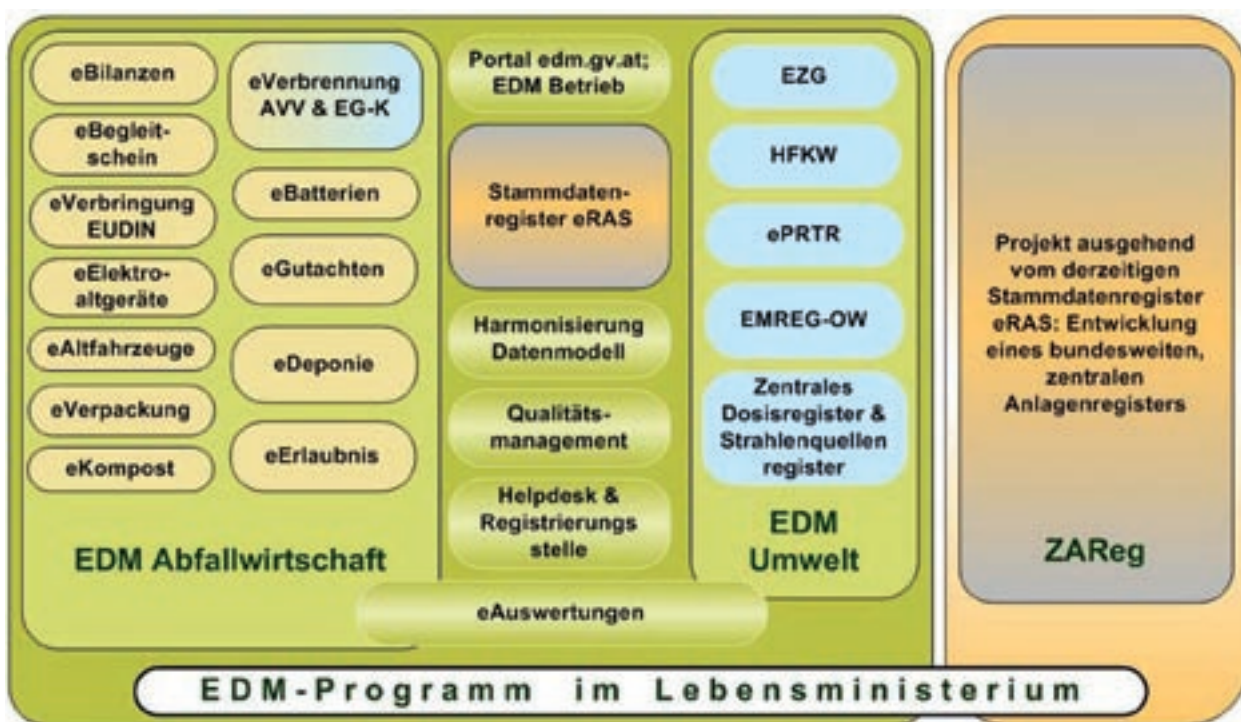 eBilanzen
eBegleit-
schein
eVerbringung
EUDIN
eElektro-
altgeräte
eAltfahrzeuge
eVerpackung
eKompost
eVerbrennung
AVV & EG-K
eBatterien
eGutachten
eDeponie
eErlaubnis
EDM Abfallwirtschaft
Portal edm.gv.at;
EDM Betrieb
Stammdaten-
register eRAS
Harmonisierung
Datenmodell
Qualitäts-
management
Helpdesk &
Registrierungs
stelle
eAuswertungen
EZG
HFKW
ePRTR
EMREG-OW
Zentrales
Dosisregister &
Strahlenquellen
register
EDM
Umwelt
Projekt ausgehend
vom derzeitigen
Stammdatenregister
eRAS: Entwicklung
eines bundesweiten,
zentralen
Anlagenregisters
ZAReg
EDM-Programm im Lebensministerium